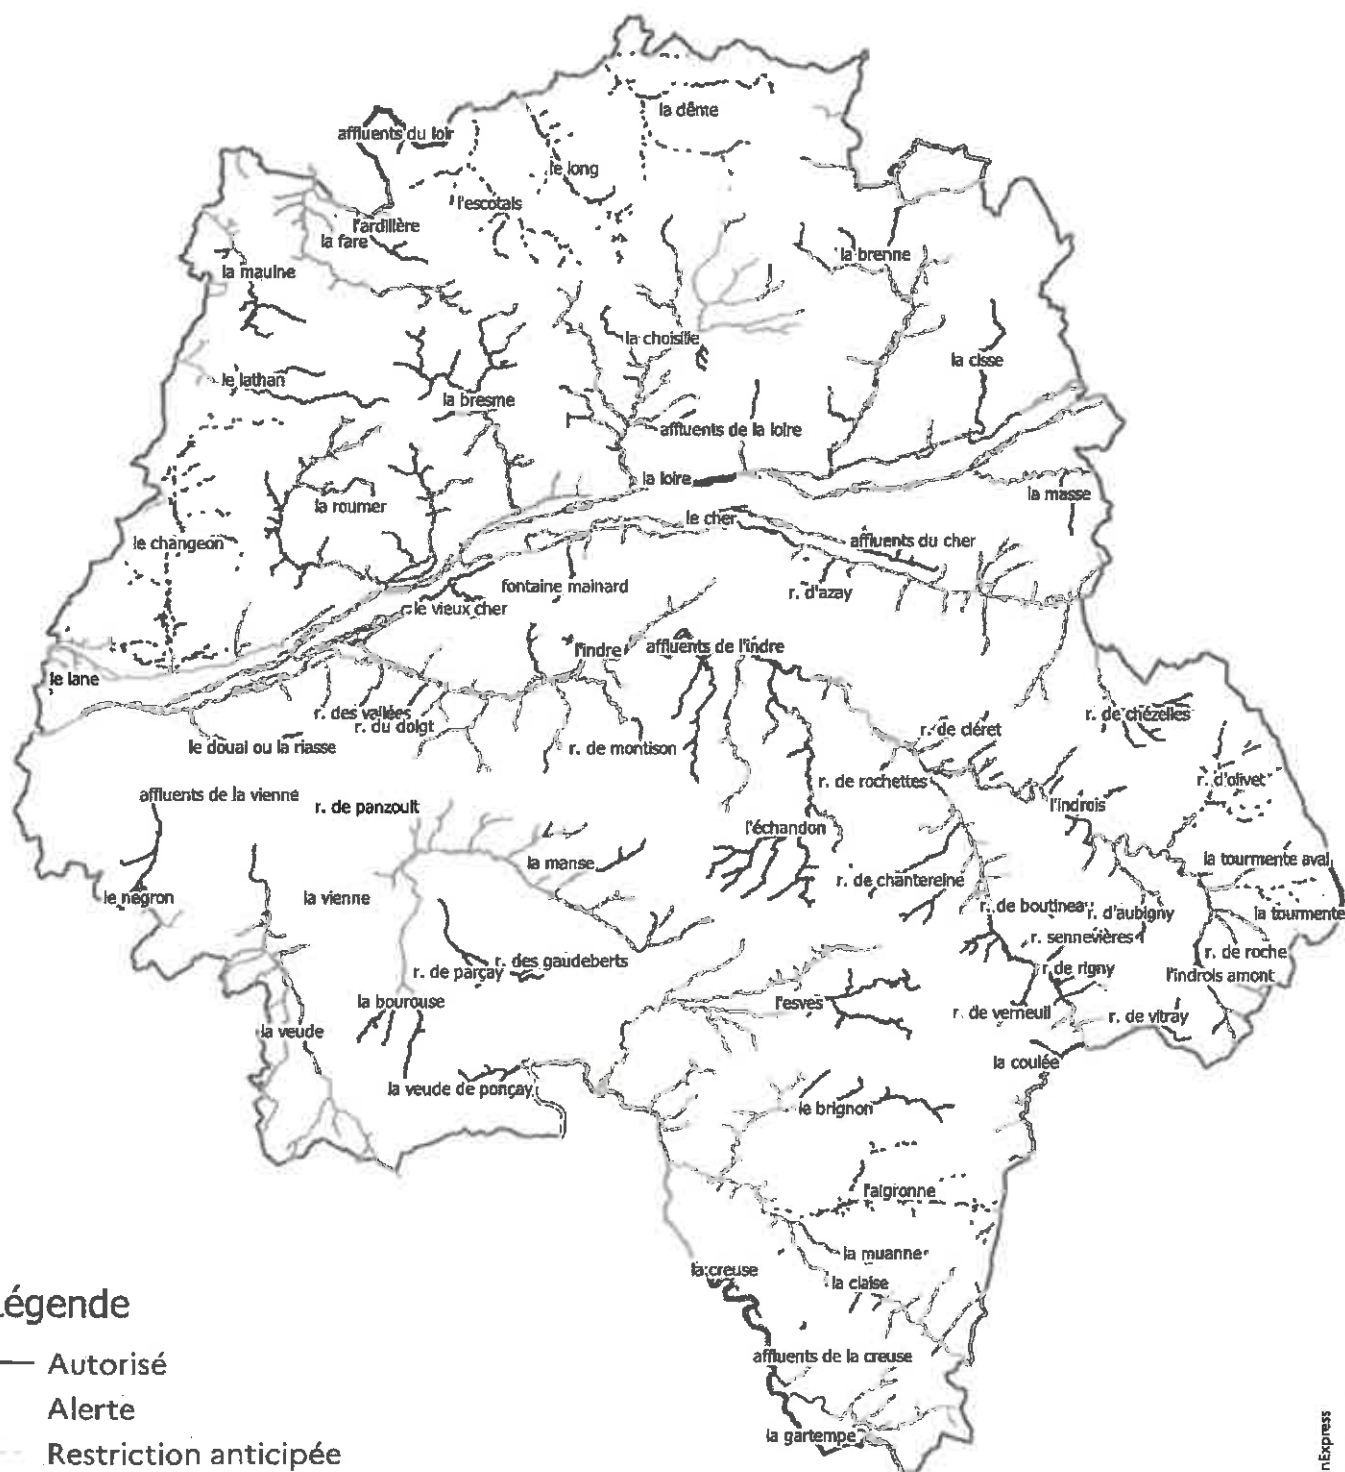 la dême
affluents du loir
le long
l'escotais
l'ardillère
la fare
la brenne
la maulne
la choisille
la cisse
le lathan
la bresme
affluents de la loire
la loire
la masse
la roumer
le cher
le changeon
affluents du cher
fontaine mainard
r. d'azay
le vieux cher
l'indre
affluents de l'indre
le lane
r. des vallées
r. de chézelles
r. du doigt
r. de cléret
le douai ou la riasse
r. de montison
r. de rochettes
r. d'olivet
affluents de la vienne
r. de panzoult
l'indrois
l'échandon
la manse
la tourmente aval
r. de chantereine
le négron
la vienne
r. de boutineau
r. d'aubigny
la tourmente
r. sennevières
r. de roche
r. des gaudeberts
r. de parçay
r. de rigny
l'indrois amont
la bourouse
l'esves
r. de verneuil
r. de vitray
la veude
la coulée
la veude de ponçay
le brignon
l'aigronne
la muanne
la creuse
la claise
affluents de la creuse
la gartempe
Légende
Autorisé
Alerte
Restriction anticipée
nExpress